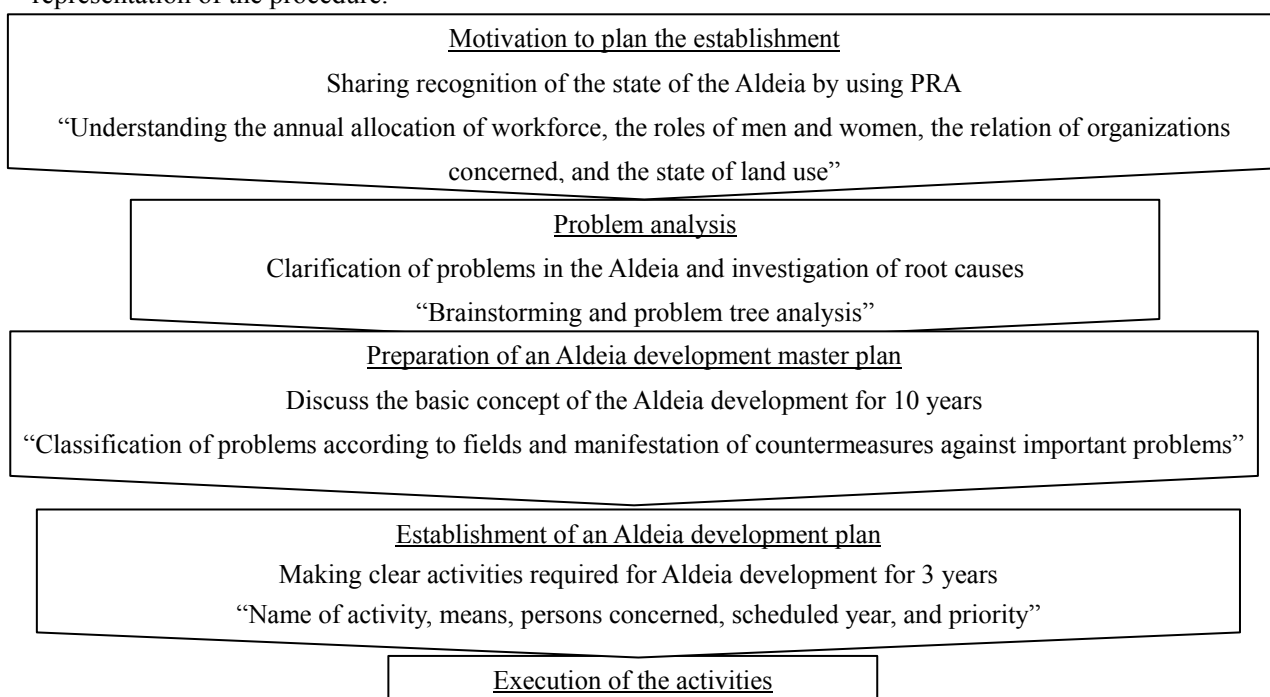 representation of the procedure.
Motivation to plan the establishment
Sharing recognition of the state of the Aldeia by using PRA
“Understanding the annual allocation of workforce, the roles of men and women, the relation of organizations
concerned, and the state of land use”
Problem analysis
Clarification of problems in the Aldeia and investigation of root causes
“Brainstorming and problem tree analysis”
Preparation of an Aldeia development master plan
Discuss the basic concept of the Aldeia development for 10 years
“Classification of problems according to fields and manifestation of countermeasures against important problems”
Establishment of an Aldeia development plan
Making clear activities required for Aldeia development for 3 years
“Name of activity, means, persons concerned, scheduled year, and priority”
Execution of the activities